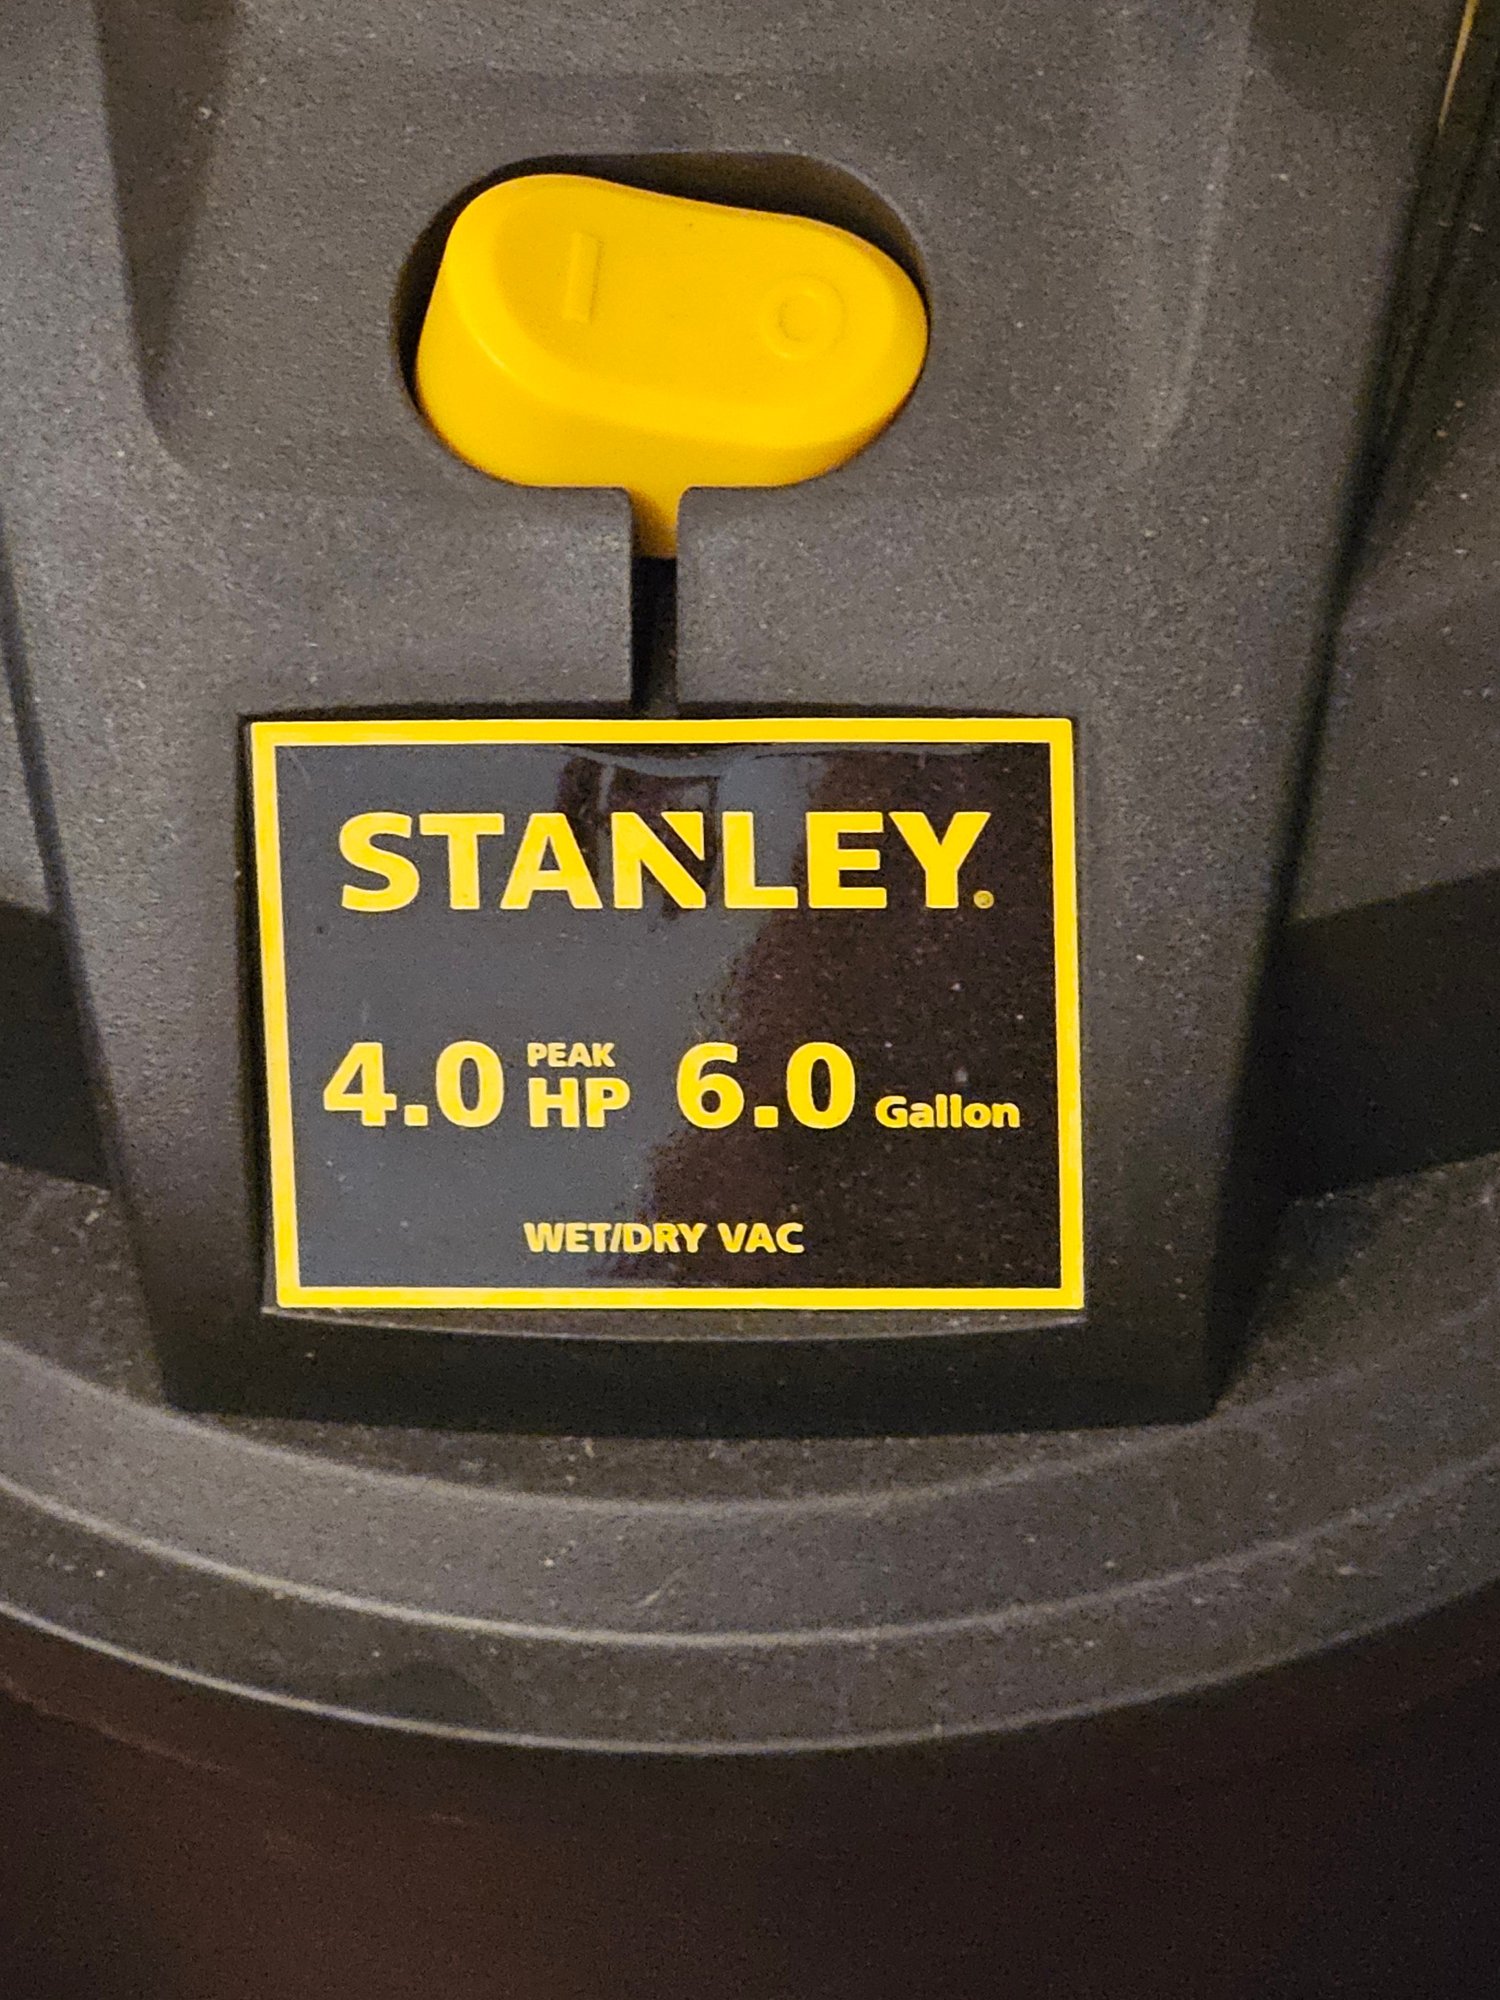 I O
STANLEY.
4.0 PEAK HP 6.0 Gallon
WET/DRY VAC